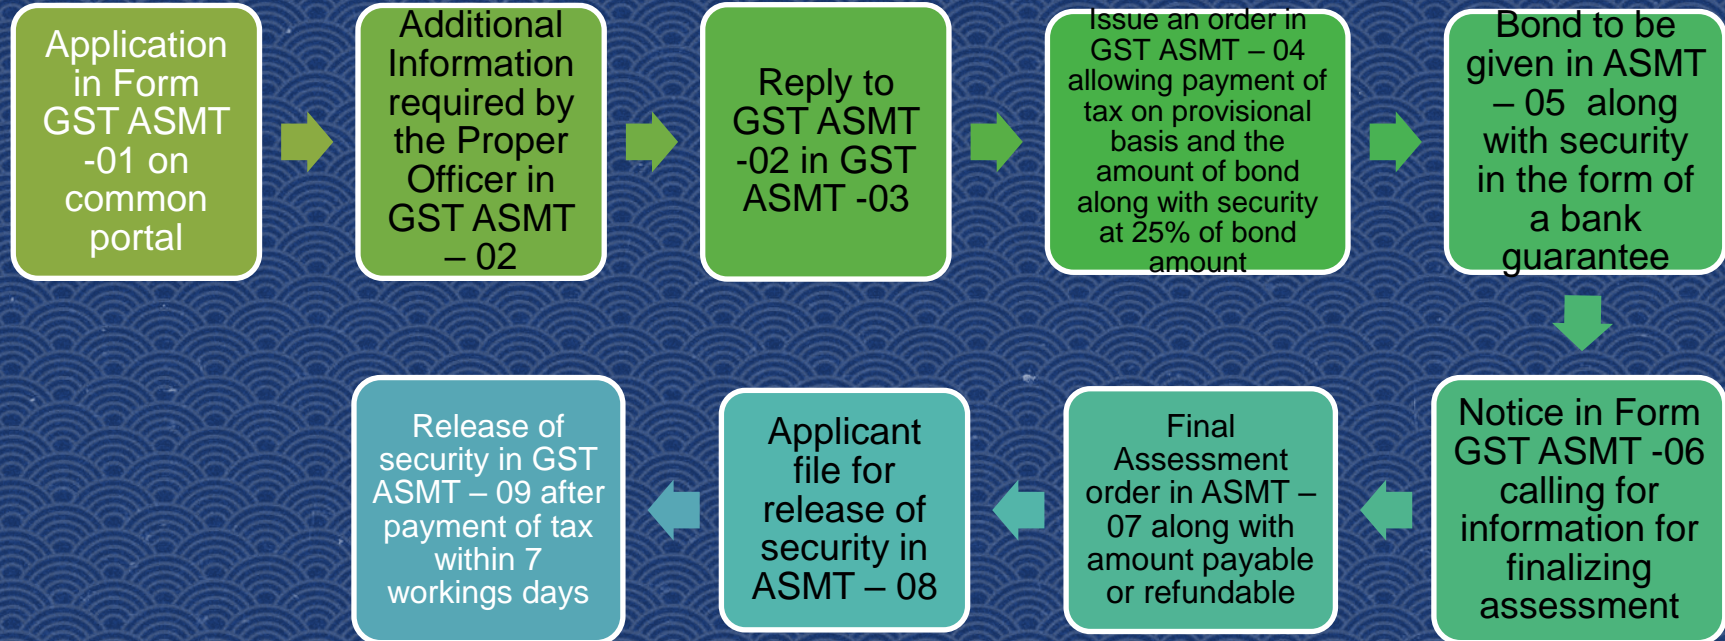 Application
in Form
GST ASMT
-01 on
common
portal
Additional
Information
required by
the Proper
Officer in
GST ASMT
– 02
Reply to
GST ASMT
-02 in GST
ASMT -03
Issue an order in
GST ASMT – 04
allowing payment of
tax on provisional
basis and the
amount of bond
along with security
at 25% of bond
amount
Bond to be
given in ASMT
– 05 along
with security
in the form of
a bank
guarantee
Notice in Form
GST ASMT -06
calling for
information for
finalizing
assessment
Final
Assessment
order in ASMT –
07 along with
amount payable
or refundable
Applicant
file for
release of
security in
ASMT – 08
Release of
security in GST
ASMT – 09 after
payment of tax
within 7
workings days